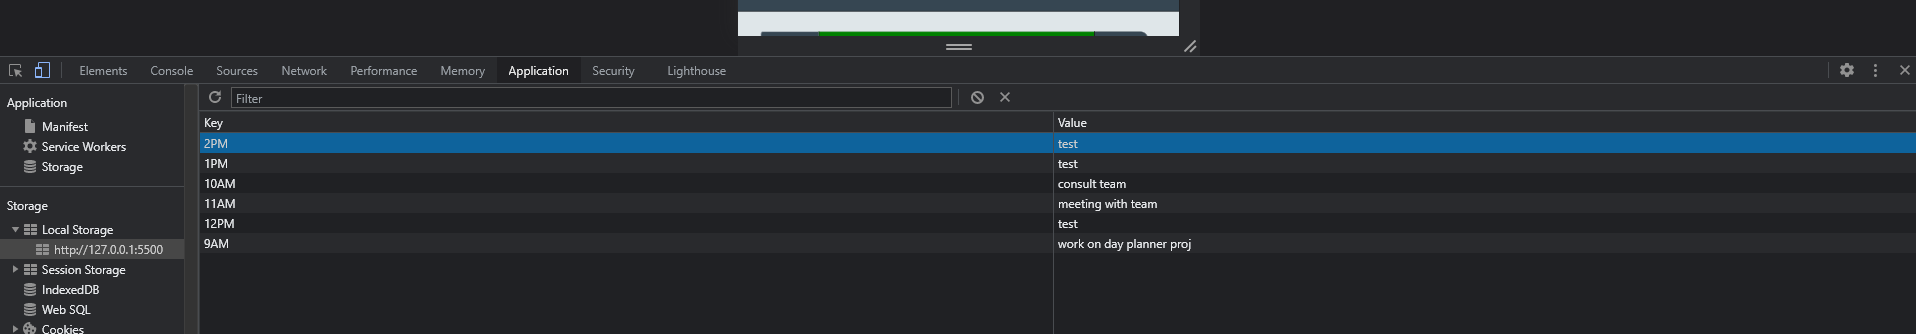 Elements Console Sources Network Performance Memory Application Security Lighthouse
Application
Manifest
Service Workers
Storage
Storage
Local Storage
http://127.0.0.1:5500
Session Storage
IndexedDB
Web SQL
Cookies
Filter
Key Value
2PM test
1PM test
10AM consult team
11AM meeting with team
12PM test
9AM work on day planner proj